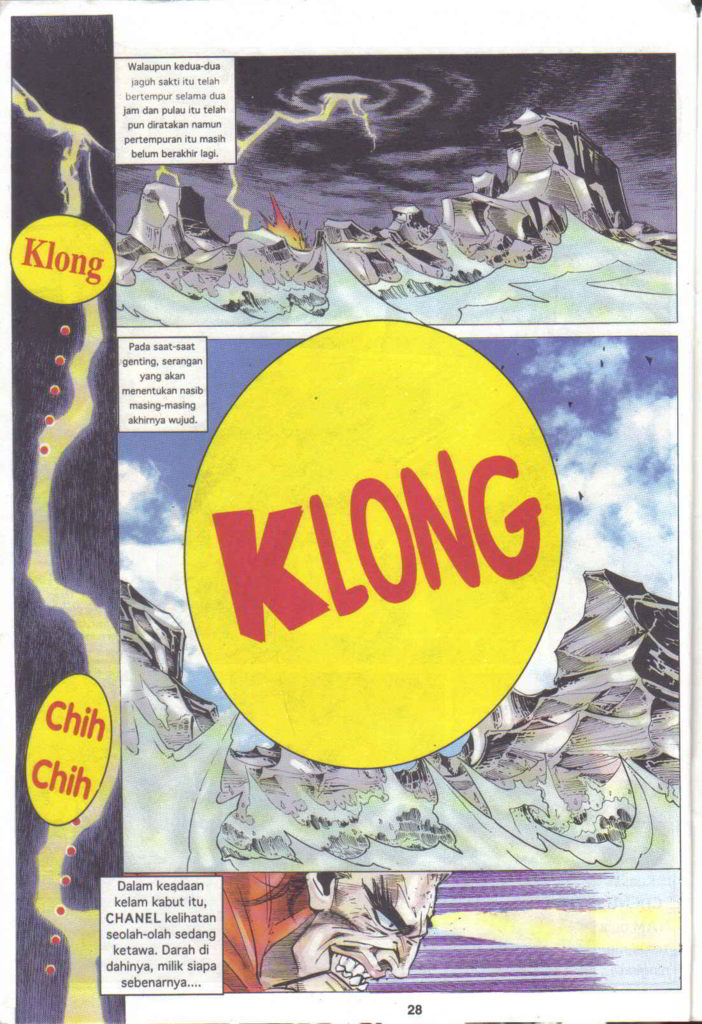 Walaupun kedua-dua
jaguh sakti itu telah
bertempur selama dua
jam dan pulau itu telah
pun diratakan namun
pertempuran itu masih
belum berakhir lagi.
Klong
Pada saat-saat
genting, serangan
yang akan
menentukan nasib
masing-masing
akhirnya wujud.
KLONG
Chih
Chih
Dalam keadaan
kelam kabut itu,
CHANEL kelihatan
seolah-olah sedang
ketawa. Darah di
dahinya, milik siapa
sebenarnya....
28